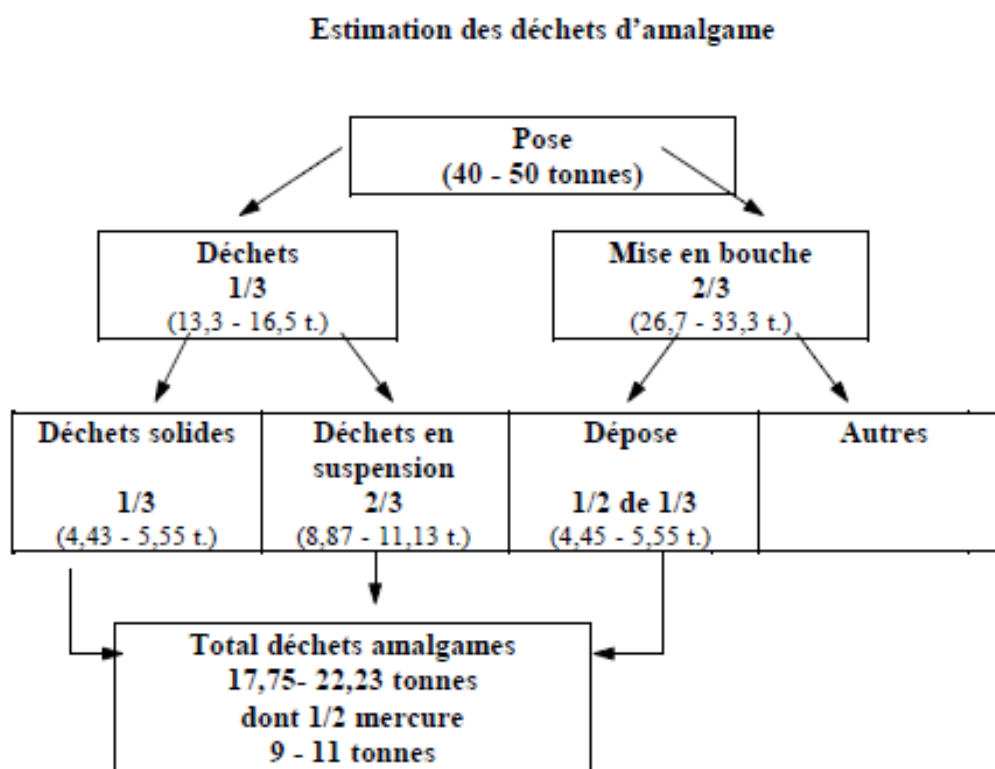 Estimation des déchets d'amalgame
Pose
(40 - 50 tonnes)
Déchets
1/3
(13,3 - 16,5 t.)
Mise en bouche
2/3
(26,7 - 33,3 t.)
Déchets solides
1/3
(4,43 - 5,55 t.)
Déchets en
suspension
2/3
(8,87 - 11,13 t.)
Dépose
1/2 de 1/3
(4,45 - 5,55 t.)
Autres
Total déchets amalgames
17,75- 22,23 tonnes
dont 1/2 mercure
9 - 11 tonnes